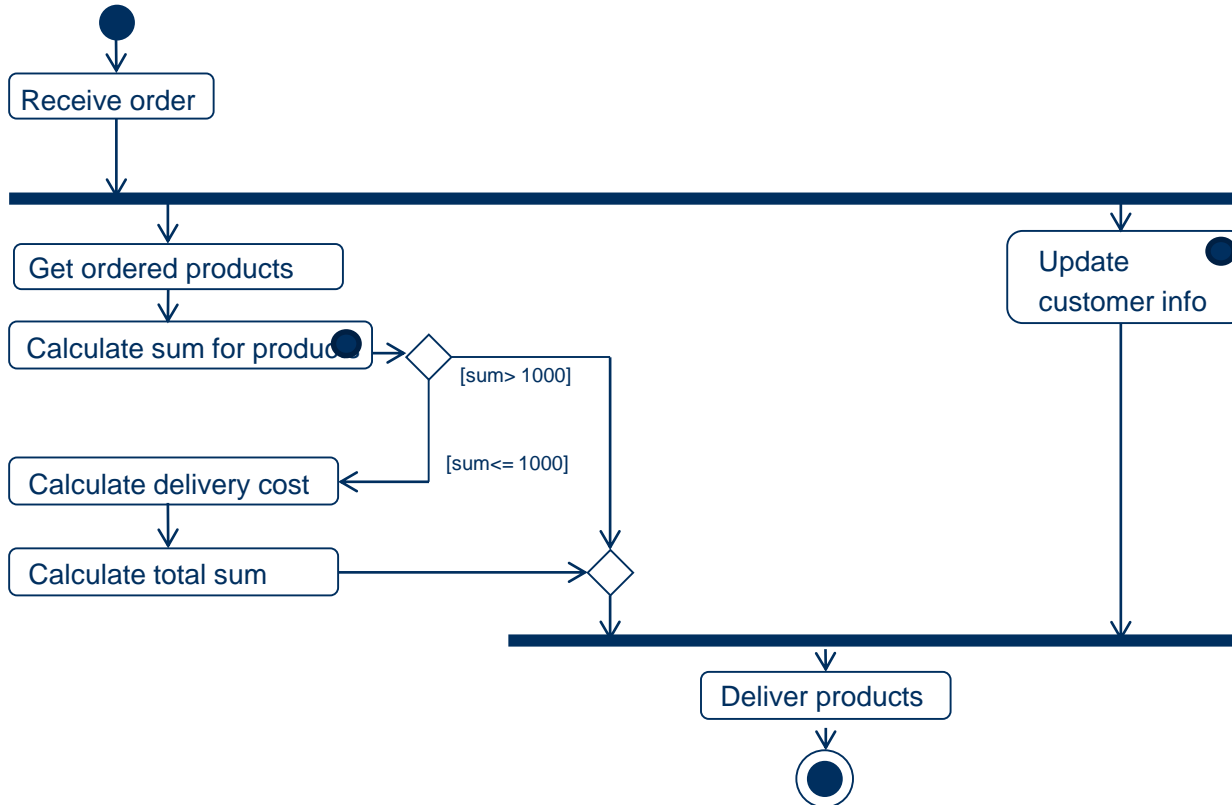 Receive order
Get ordered products
Update
customer info
Calculate sum for products
[sum> 1000]
[sum<= 1000]
Calculate delivery cost
Calculate total sum
Deliver products